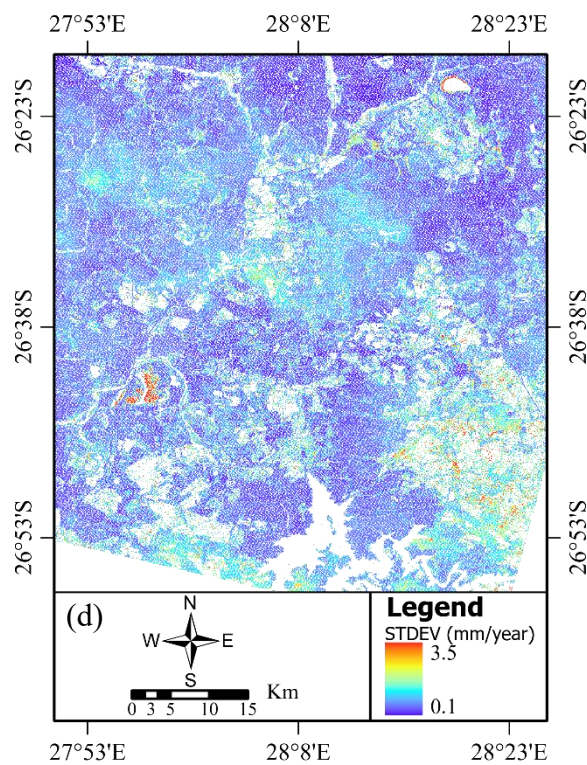 27°53'E 28°8'E 28°23'E
26°23'S 26°23'S
26°38'S 26°38'S
26°53'S 26°53'S
(d)
N
W E
S
Km
0 3 5 10 15
Legend
STDEV (mm/year)
3.5
0.1
27°53'E 28°8'E 28°23'E